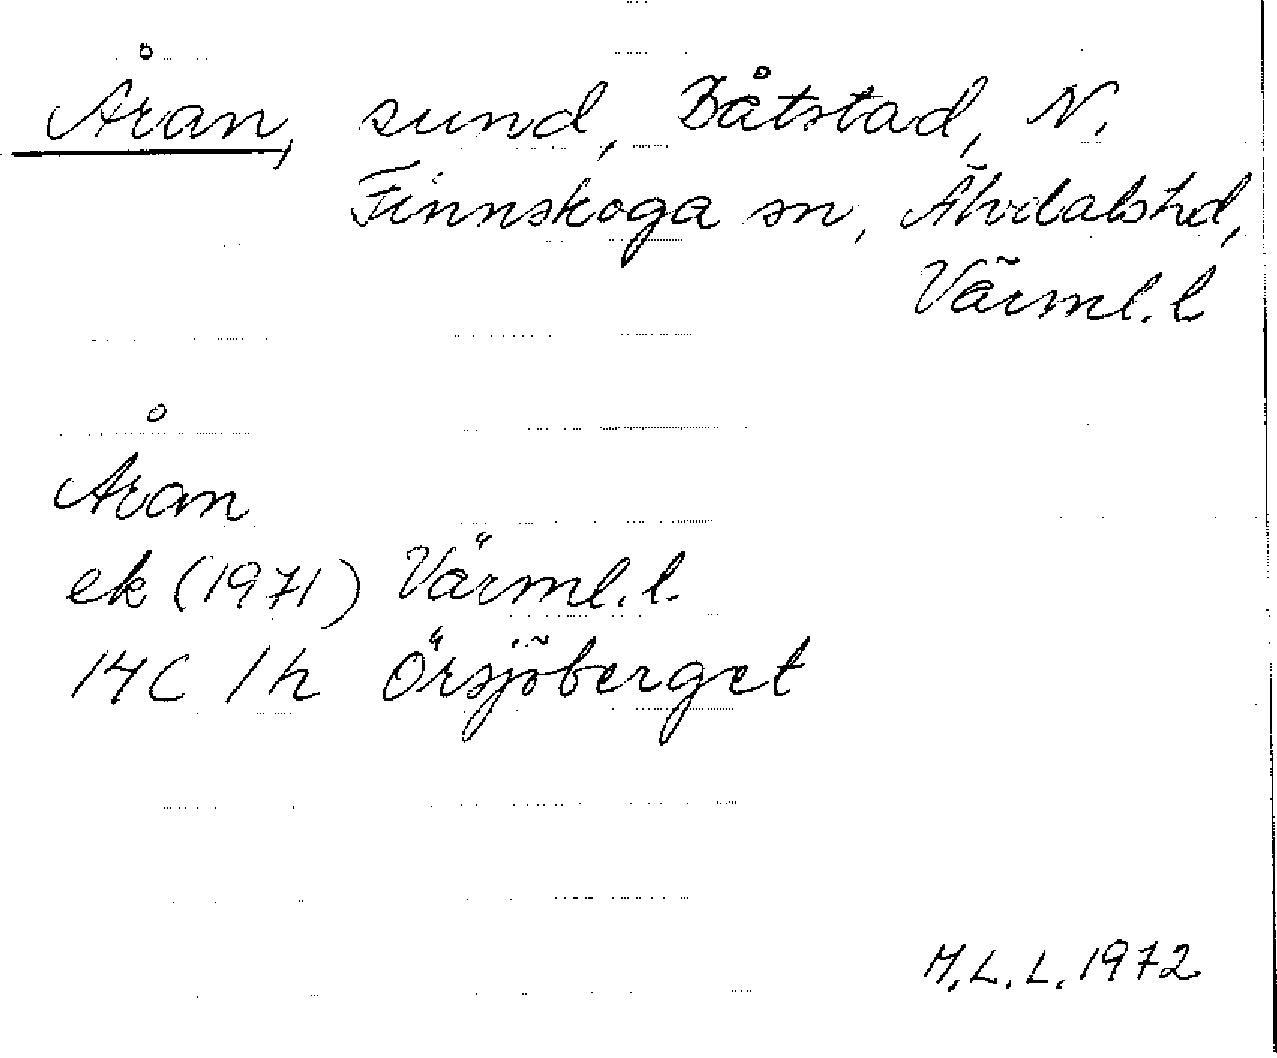 Åran, sund, Båtstad, N.
Finnskoga sn, Älvdalshd,
Värml. l
Åran
ek (1971) Värml. l.
14C 1h Örsjöberget
M.L.L. 1972